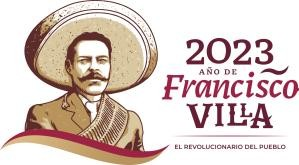 2023
AÑO DE
Francisco
VILLA
EL REVOLUCIONARIO DEL PUEBLO